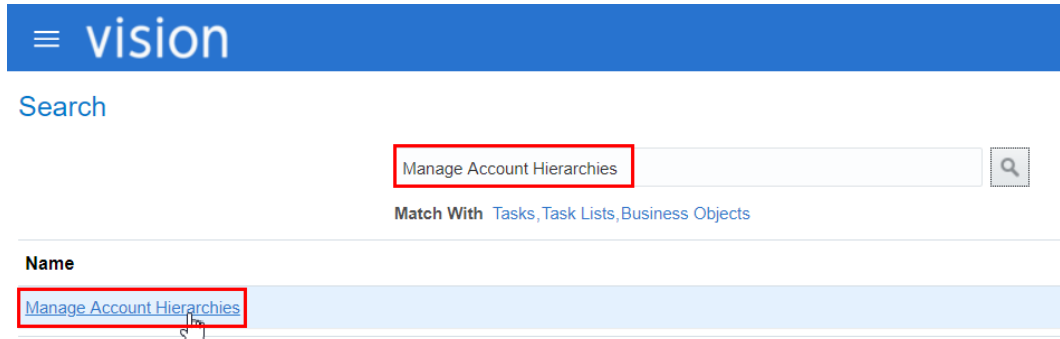 vision
Search
Manage Account Hierarchies
Match With Tasks,Task Lists,Business Objects
Name
Manage Account Hierarchies